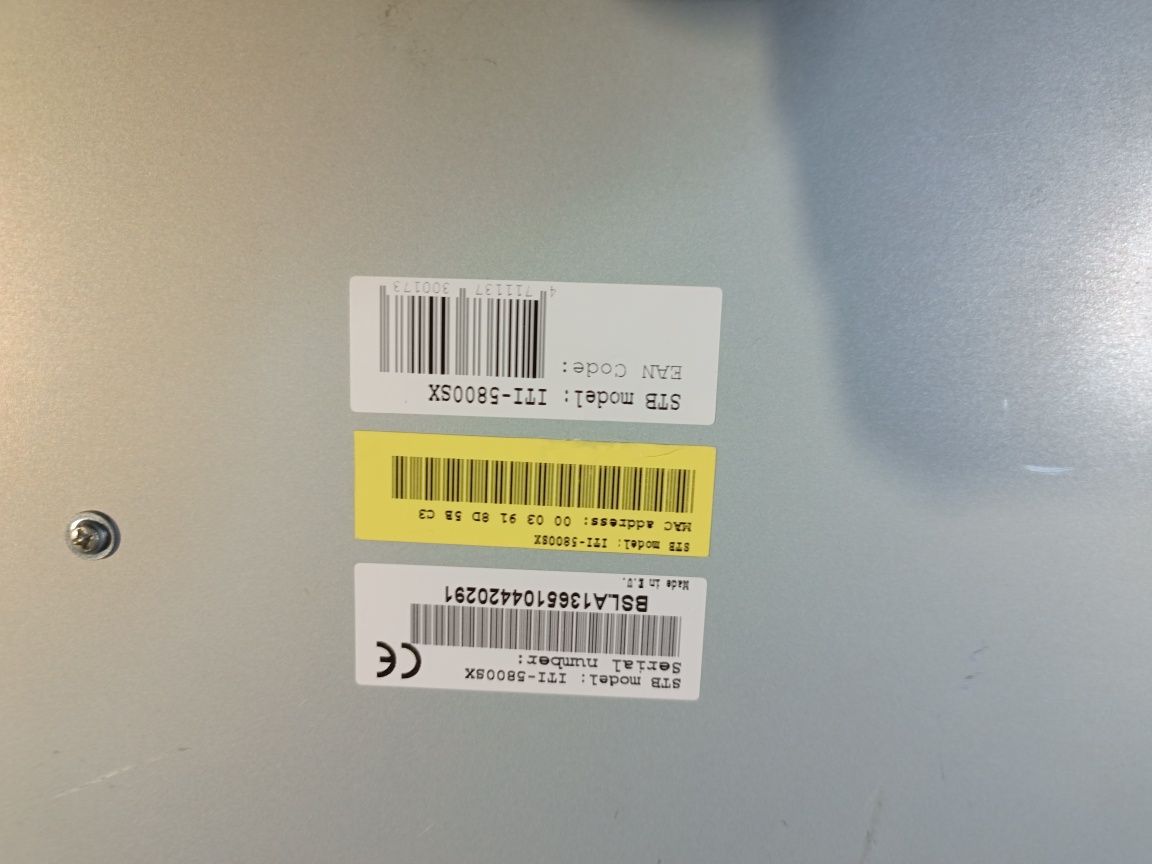 STB model: ITI-5800SX
Serial number:
CE
BSLA1365104420291
Made in E.U.
STB model: ITI-5800SX
MAC address: 00 03 91 8D 5B C3
STB model: ITI-5800SX
EAN Code:
4 711137 300173